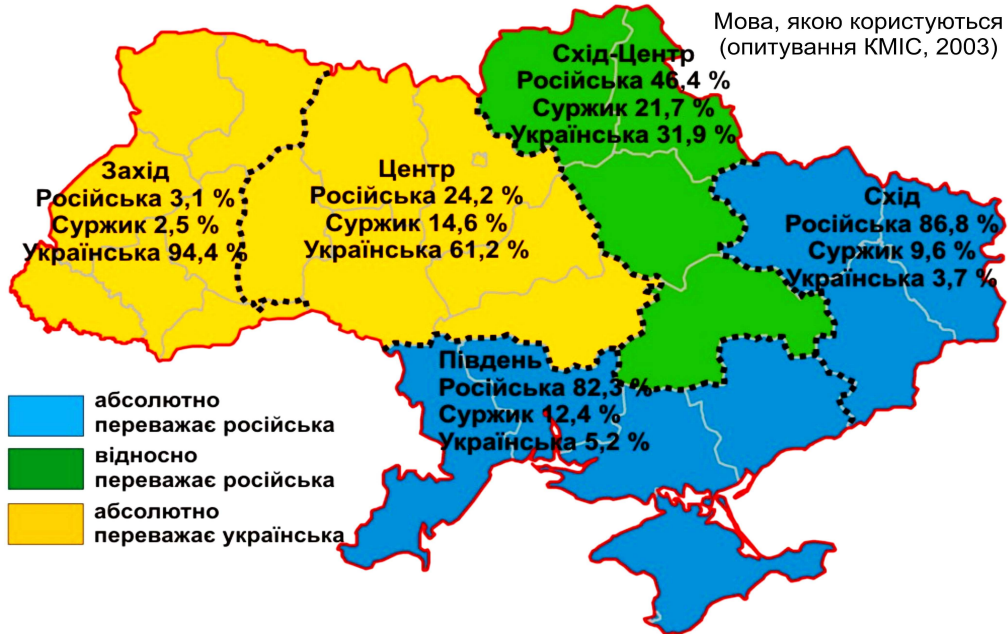 Мова, якою користуються
(опитування КМІС, 2003)
Схід-Центр
Російська 46,4 %
Суржик 21,7 %
Українська 31,9 %
Захід
Російська 3,1 %
Суржик 2,5 %
Українська 94,4 %
Центр
Російська 24,2 %
Суржик 14,6 %
Українська 61,2 %
Схід
Російська 86,8 %
Суржик 9,6 %
Українська 3,7 %
Південь
Російська 82,3 %
Суржик 12,4 %
Українська 5,2 %
абсолютно
переважає російська
відносно
переважає російська
абсолютно
переважає українська